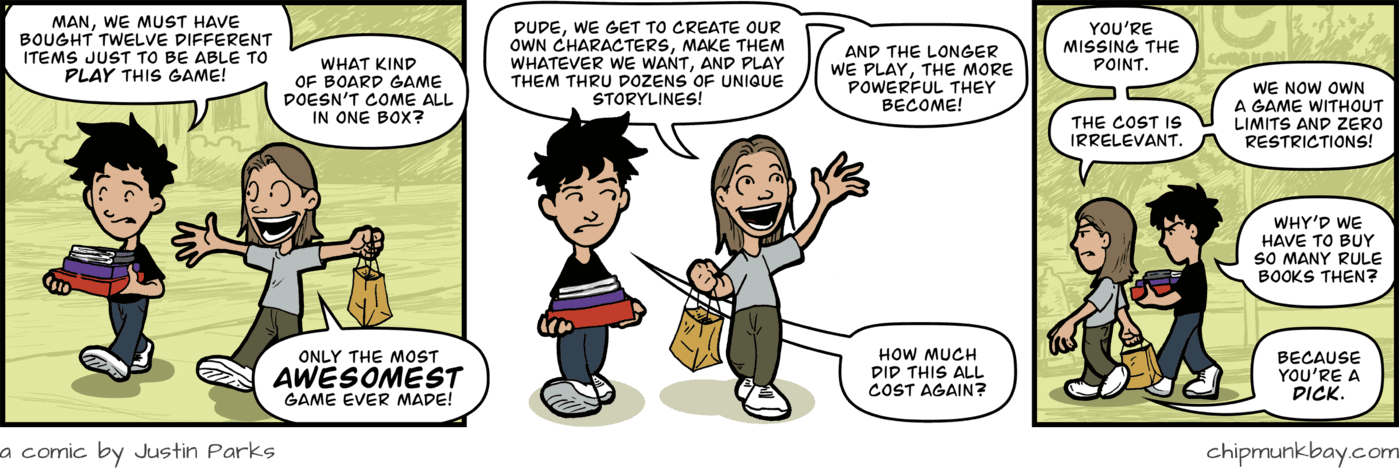 MAN, WE MUST HAVE
BOUGHT TWELVE DIFFERENT
ITEMS JUST TO BE ABLE TO
PLAY THIS GAME!
WHAT KIND
OF BOARD GAME
DOESN'T COME ALL
IN ONE BOX?
ONLY THE MOST
AWESOMEST
GAME EVER MADE!
DUDE, WE GET TO CREATE OUR
OWN CHARACTERS, MAKE THEM
WHATEVER WE WANT, AND PLAY
THEM THRU DOZENS OF UNIQUE
STORYLINES!
AND THE LONGER
WE PLAY, THE MORE
POWERFUL THEY
BECOME!
HOW MUCH
DID THIS ALL
COST AGAIN?
YOU'RE
MISSING THE
POINT.
THE COST IS
IRRELEVANT.
WE NOW OWN
A GAME WITHOUT
LIMITS AND ZERO
RESTRICTIONS!
WHY'D WE
HAVE TO BUY
SO MANY RULE
BOOKS THEN?
BECAUSE
YOU'RE A
DICK.
a comic by Justin Parks
chipmunkbay.com